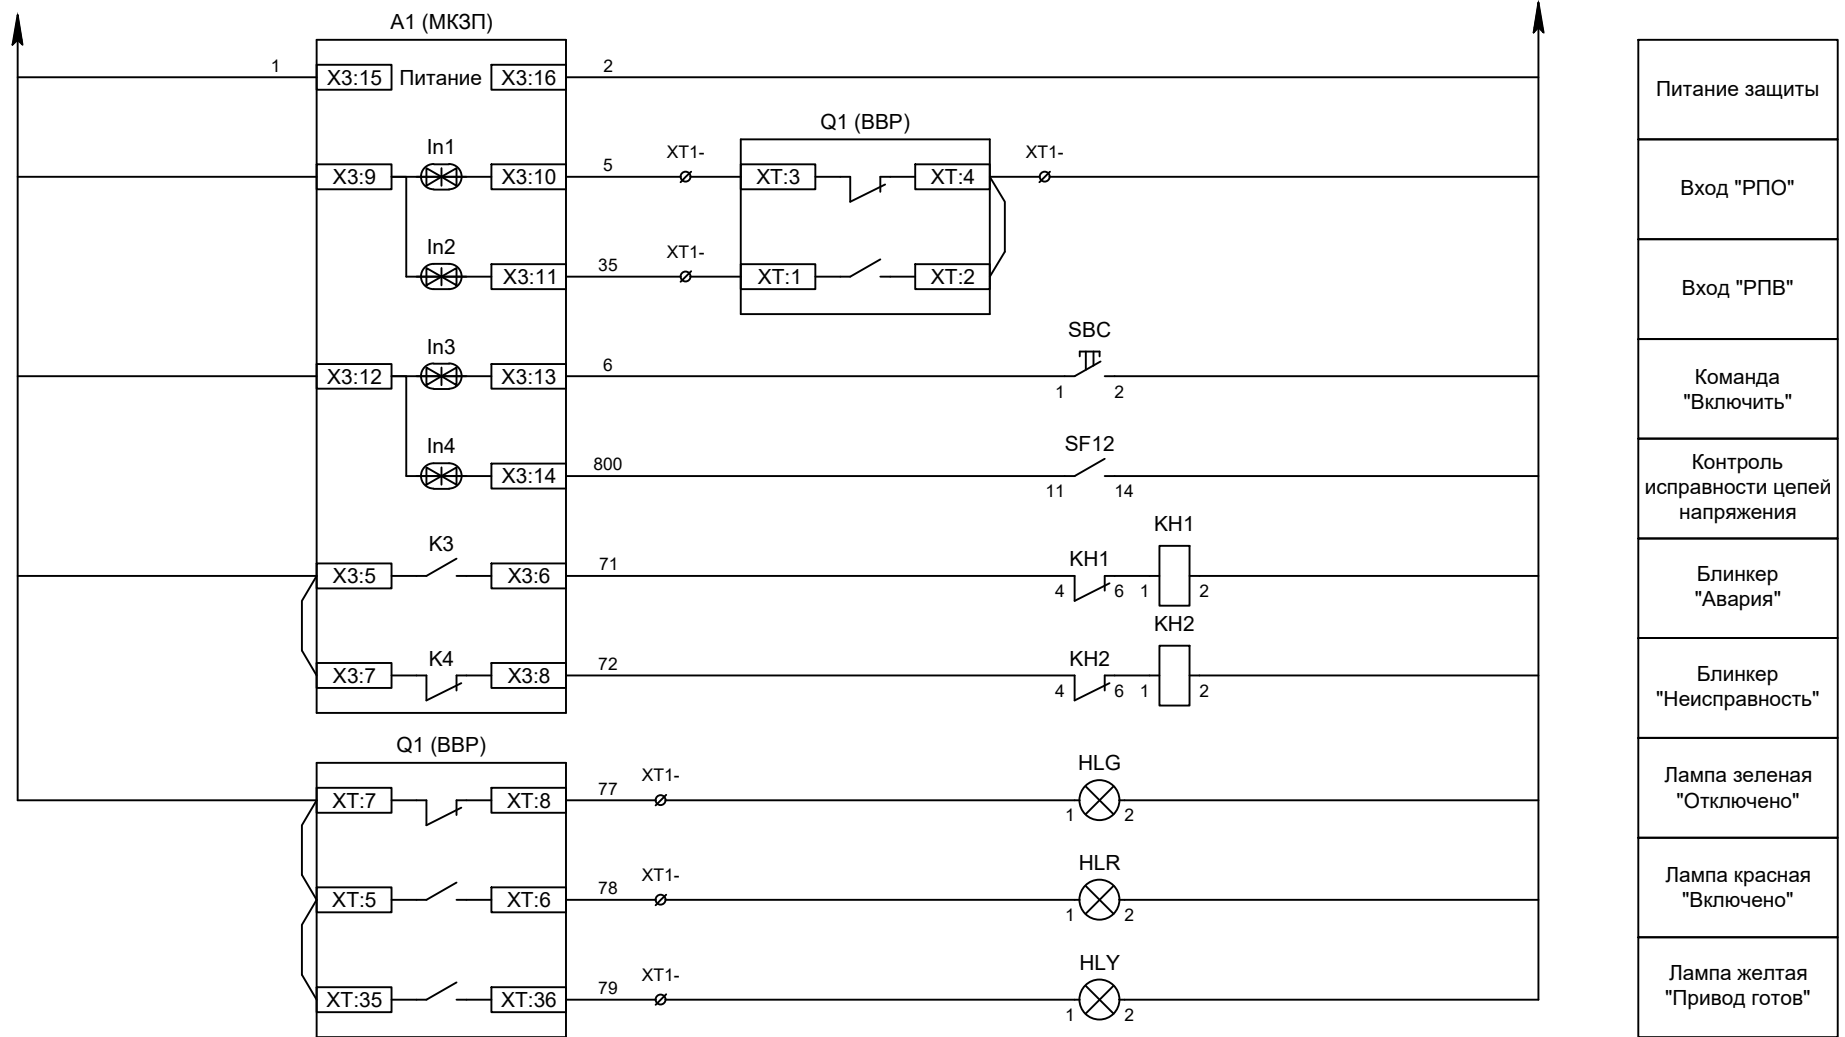 А1 (МКЗП)
1
X3:15 Питание X3:16
2
Питание защиты
Q1 (ВВР)
In1
X3:9
X3:10
5
XT1-
XT:3
XT:4
XT1-
Вход "РПО"
In2
X3:11
35
XT1-
XT:1
XT:2
Вход "РПВ"
In3
X3:12
X3:13
6
SBC
1 2
Команда
"Включить"
In4
X3:14
800
SF12
11 14
Контроль
исправности цепей
напряжения
K3
X3:5
X3:6
71
KH1
4 6
KH1
1 2
Блинкер
"Авария"
K4
X3:7
X3:8
72
KH2
4 6
KH2
1 2
Блинкер
"Неисправность"
Q1 (ВВР)
XT:7
XT:8
77
XT1-
HLG
1 2
Лампа зеленая
"Отключено"
XT:5
XT:6
78
XT1-
HLR
1 2
Лампа красная
"Включено"
XT:35
XT:36
79
XT1-
HLY
1 2
Лампа желтая
"Привод готов"